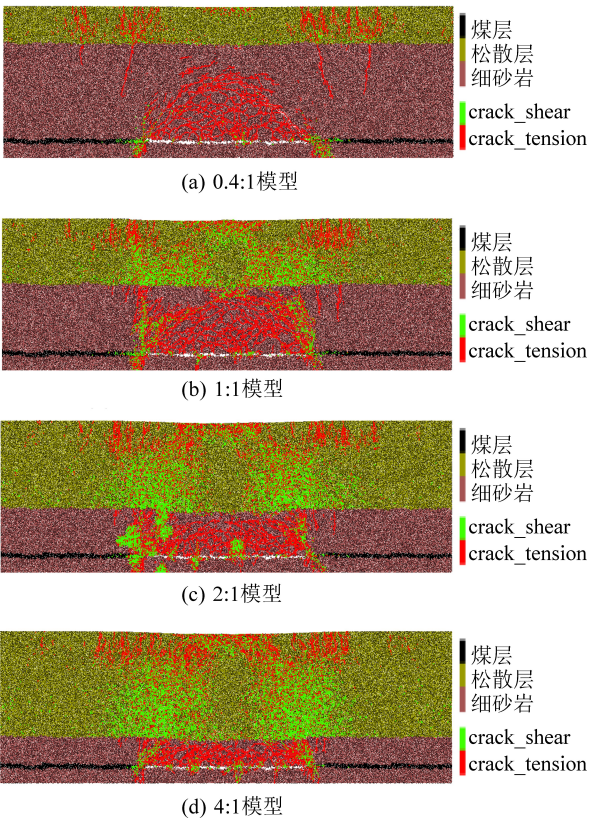 煤层
松散层
细砂岩
crack_shear
crack_tension
(a) 0.4:1模型
煤层
松散层
细砂岩
crack_shear
crack_tension
(b) 1:1模型
煤层
松散层
细砂岩
crack_shear
crack_tension
(c) 2:1模型
煤层
松散层
细砂岩
crack_shear
crack_tension
(d) 4:1模型